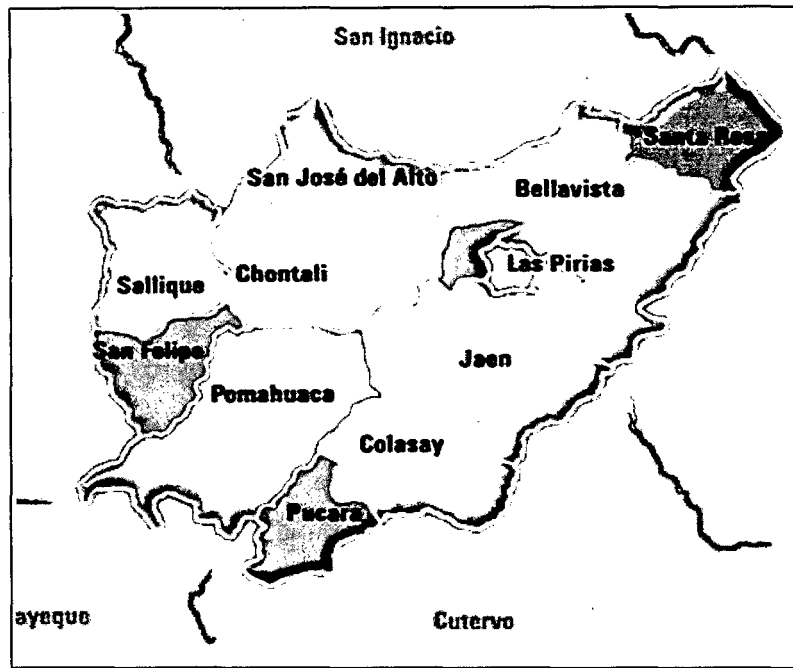 San Ignacio
Santa Rosa
San José del Alto
Bellavista
Las Pirias
Chontali
Sallique
San Felipe
Jaen
Pomahuaca
Colasay
Pucara
ayeque
Cutervo